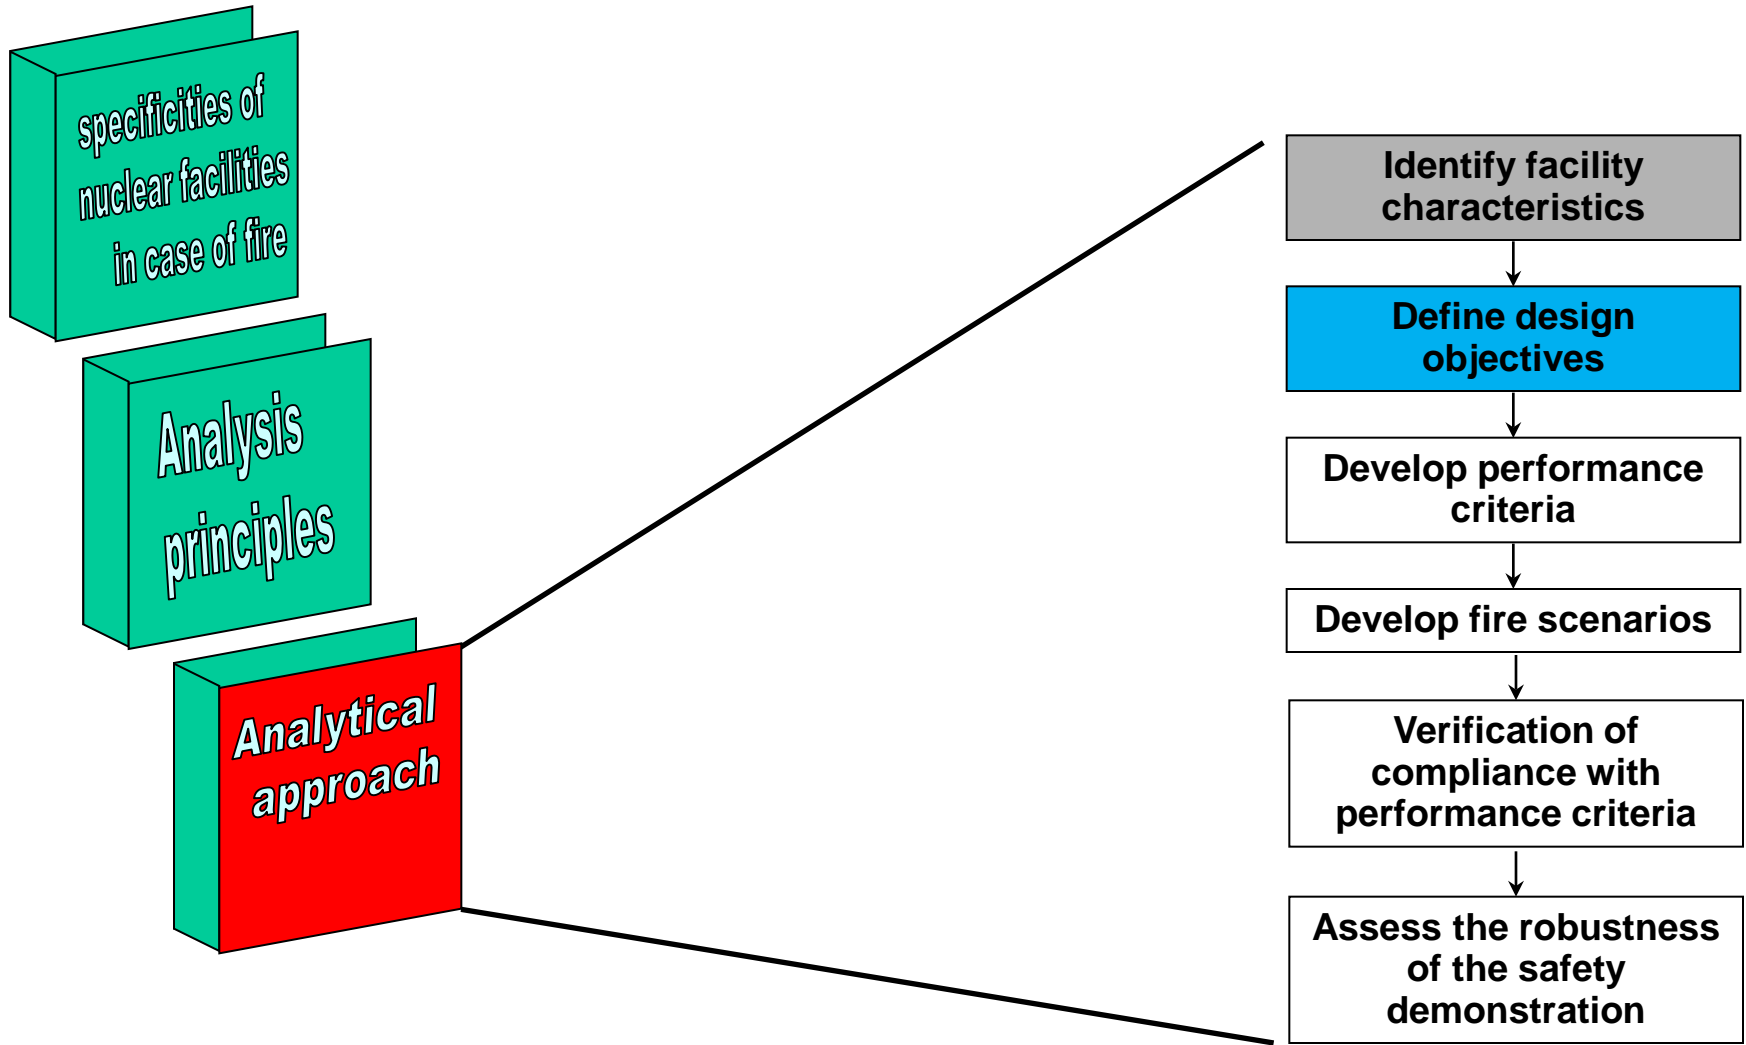 specificities of
nuclear facilities
in case of fire
Analysis
principles
Analytical
approach
Identify facility
characteristics
Define design
objectives
Develop performance
criteria
Develop fire scenarios
Verification of
compliance with
performance criteria
Assess the robustness
of the safety
demonstration